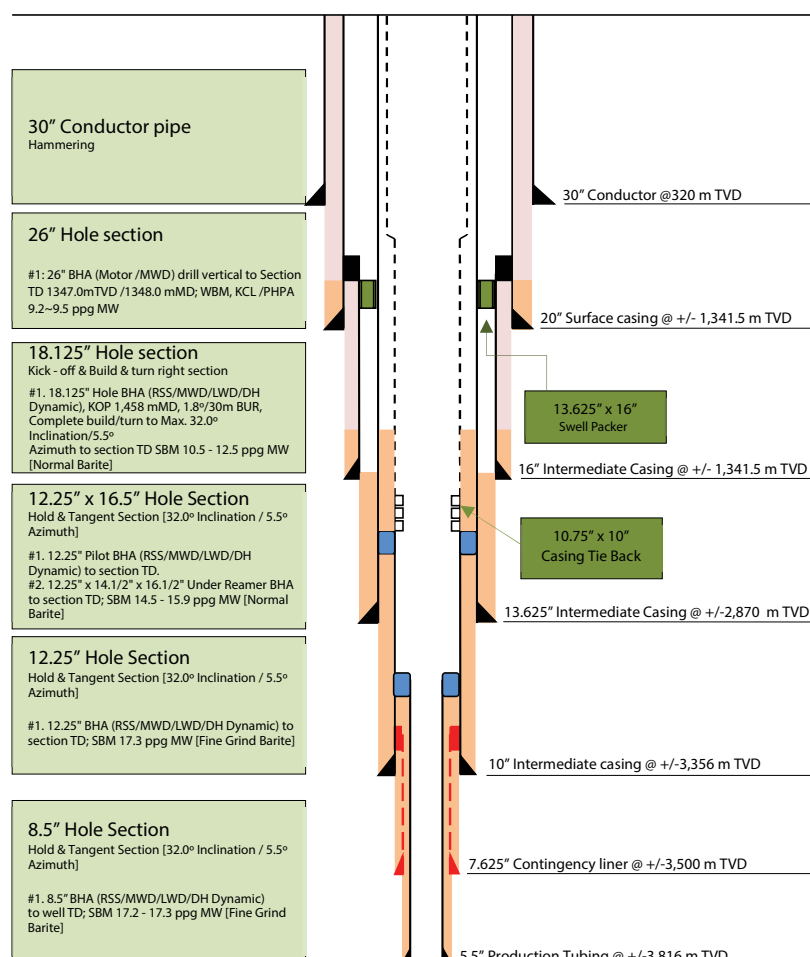 30” Conductor pipe
Hammering
26” Hole section
#1: 26" BHA (Motor /MWD) drill vertical to Section
TD 1347.0mTVD /1348.0 mMD; WBM, KCL /PHPA
9.2~9.5 ppg MW
18.125” Hole section
Kick - off & Build & turn right section
#1. 18.125" Hole BHA (RSS/MWD/LWD/DH
Dynamic), KOP 1,458 mMD, 1.8º/30m BUR,
Complete build/turn to Max. 32.0º
Inclination/5.5º
Azimuth to section TD SBM 10.5 - 12.5 ppg MW
[Normal Barite]
12.25” x 16.5” Hole Section
Hold & Tangent Section [32.0º Inclination / 5.5º
Azimuth]
#1. 12.25" Pilot BHA (RSS/MWD/LWD/DH
Dynamic) to section TD.
#2. 12.25" x 14.1/2" x 16.1/2" Under Reamer BHA
to section TD; SBM 14.5 - 15.9 ppg MW [Normal
Barite]
12.25” Hole Section
Hold & Tangent Section [32.0º Inclination / 5.5º
Azimuth]
#1. 12.25" BHA (RSS/MWD/LWD/DH Dynamic) to
section TD; SBM 17.3 ppg MW [Fine Grind Barite]
8.5” Hole Section
Hold & Tangent Section [32.0º Inclination / 5.5º
Azimuth]
#1. 8.5” BHA (RSS/MWD/LWD/DH Dynamic)
to well TD; SBM 17.2 - 17.3 ppg MW [Fine Grind
Barite]
30” Conductor @320 m TVD
20” Surface casing @ +/- 1,341.5 m TVD
13.625” x 16”
Swell Packer
16” Intermediate Casing @ +/- 1,341.5 m TVD
10.75” x 10”
Casing Tie Back
13.625” Intermediate Casing @ +/-2,870 m TVD
10” Intermediate casing @ +/-3,356 m TVD
7.625” Contingency liner @ +/-3,500 m TVD
5.5” Production Tubing @ +/-3,816 m TVD